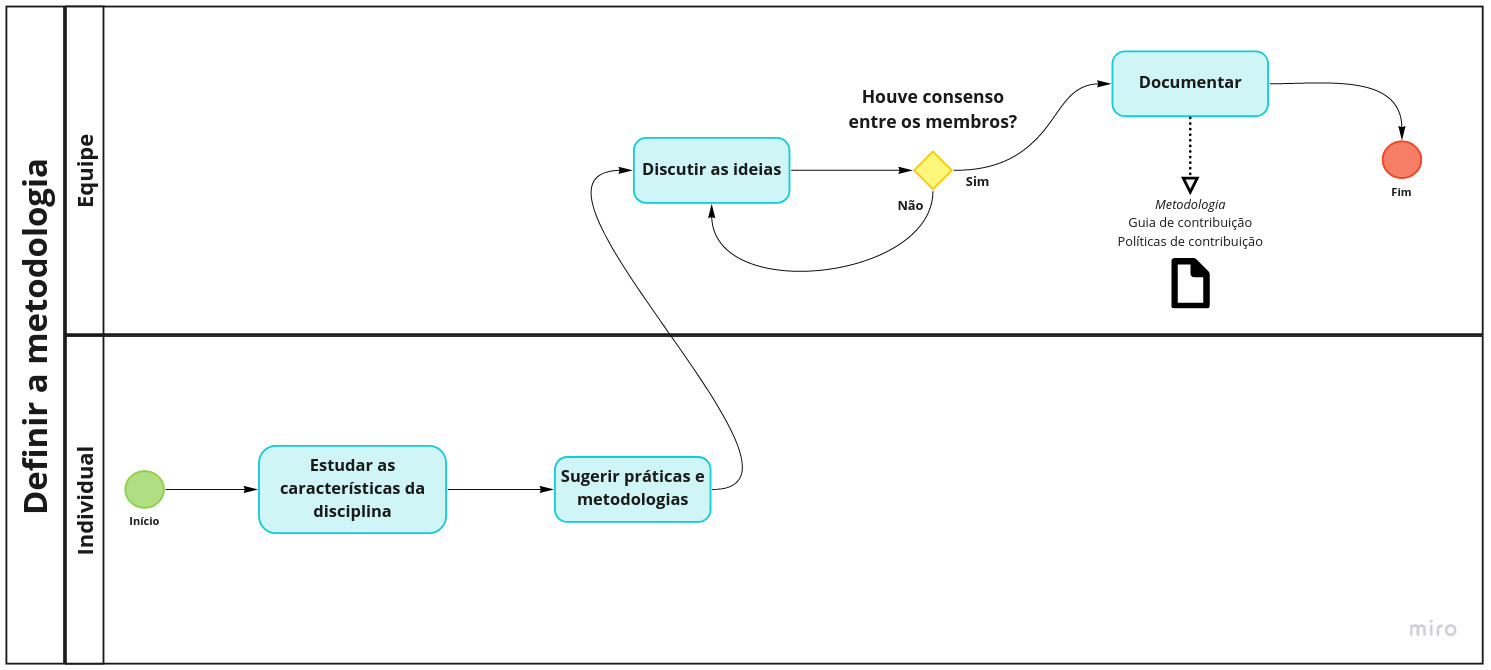 Definir a metodologia
Equipe
Houve consenso
entre os membros?
Documentar
Discutir as ideias
Sim
Não
Fim
Metodologia
Guia de contribuição
Políticas de contribuição
Individual
Início
Estudar as
características da
disciplina
Sugerir práticas e
metodologias
miro